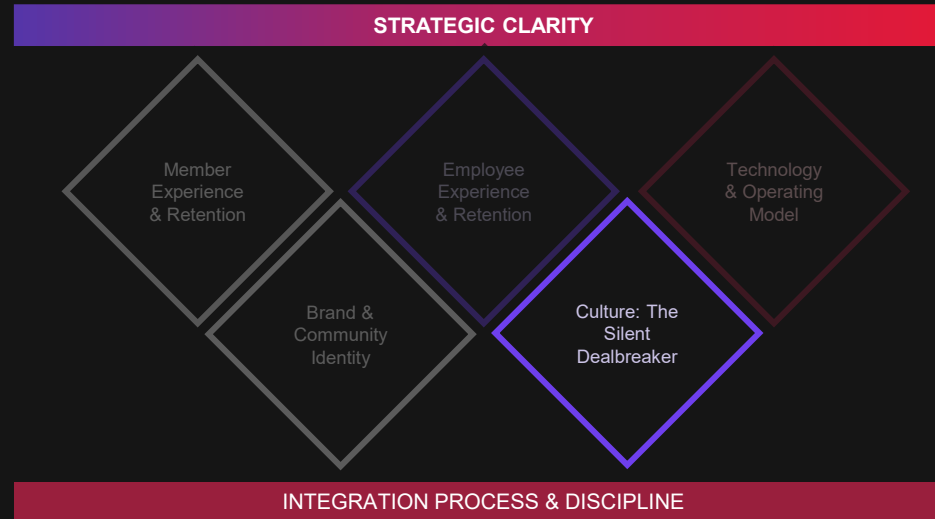 STRATEGIC CLARITY
Member
Experience
& Retention
Employee
Experience
& Retention
Technology
& Operating
Model
Brand &
Community
Identity
Culture: The
Silent
Dealbreaker
INTEGRATION PROCESS & DISCIPLINE